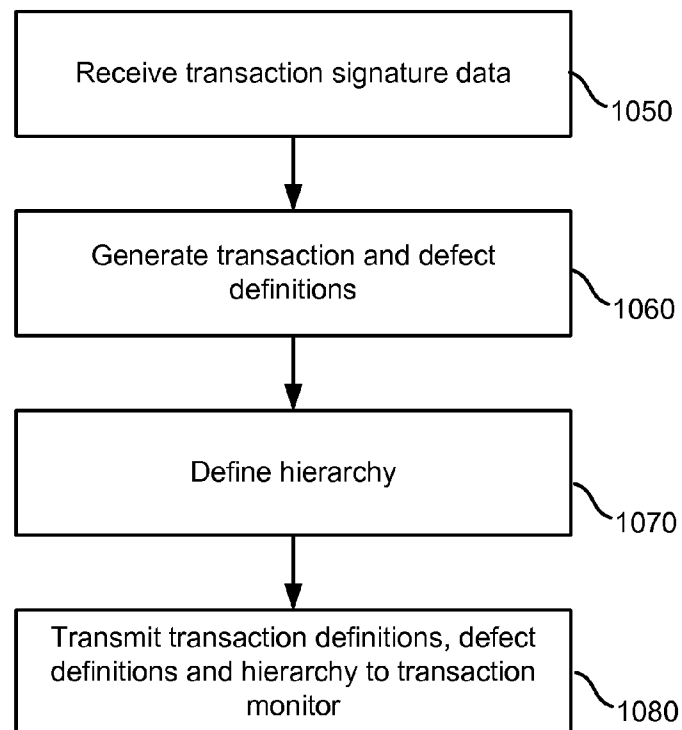 Receive transaction signature data
1050
Generate transaction and defect
definitions
1060
Define hierarchy
1070
Transmit transaction definitions, defect
definitions and hierarchy to transaction
monitor
1080